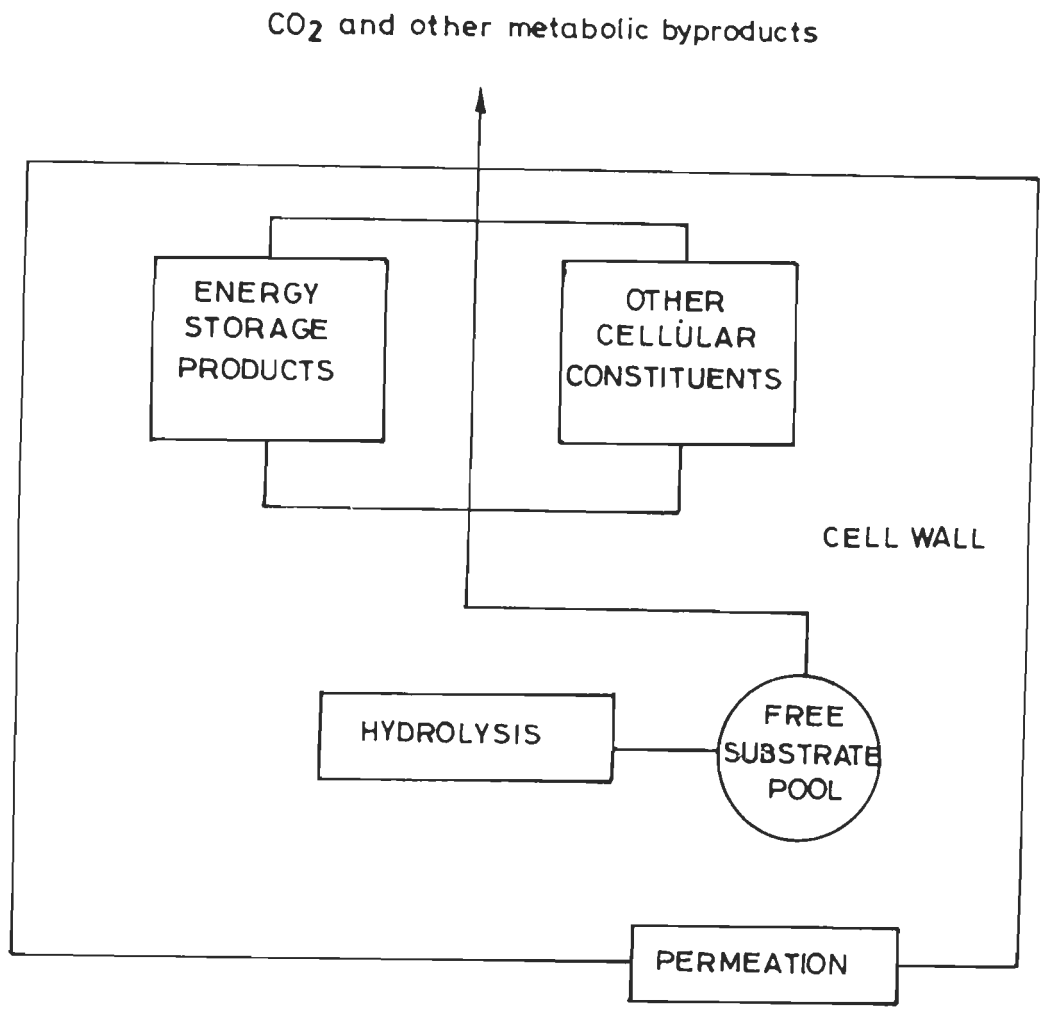 CO2 and other metabolic byproducts
ENERGY
STORAGE
PRODUCTS
OTHER
CELLULAR
CONSTITUENTS
CELL WALL
HYDROLYSIS
FREE
SUBSTRATE
POOL
PERMEATION